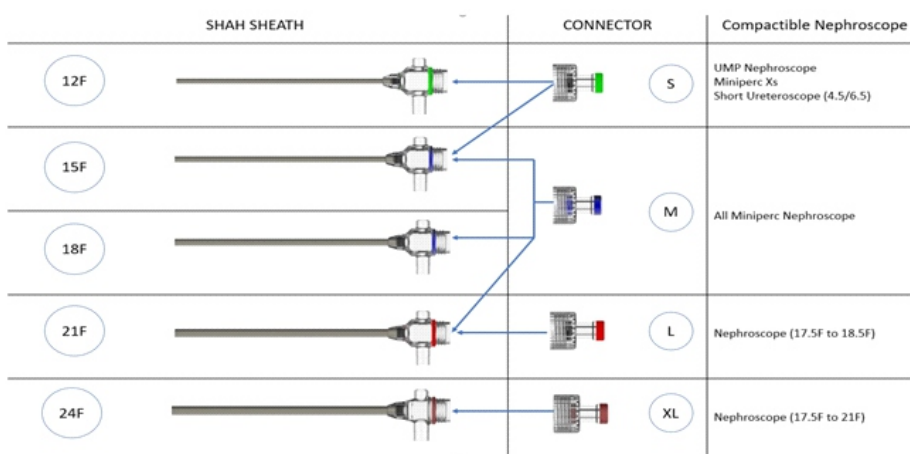 SHAH SHEATH CONNECTOR Compactible Nephroscope
12F S UMP Nephroscope
Miniperc Xs
Short Ureteroscope (4.5/6.5)
15F
M All Miniperc Nephroscope
18F
21F L Nephroscope (17.5F to 18.5F)
24F XL Nephroscope (17.5F to 21F)